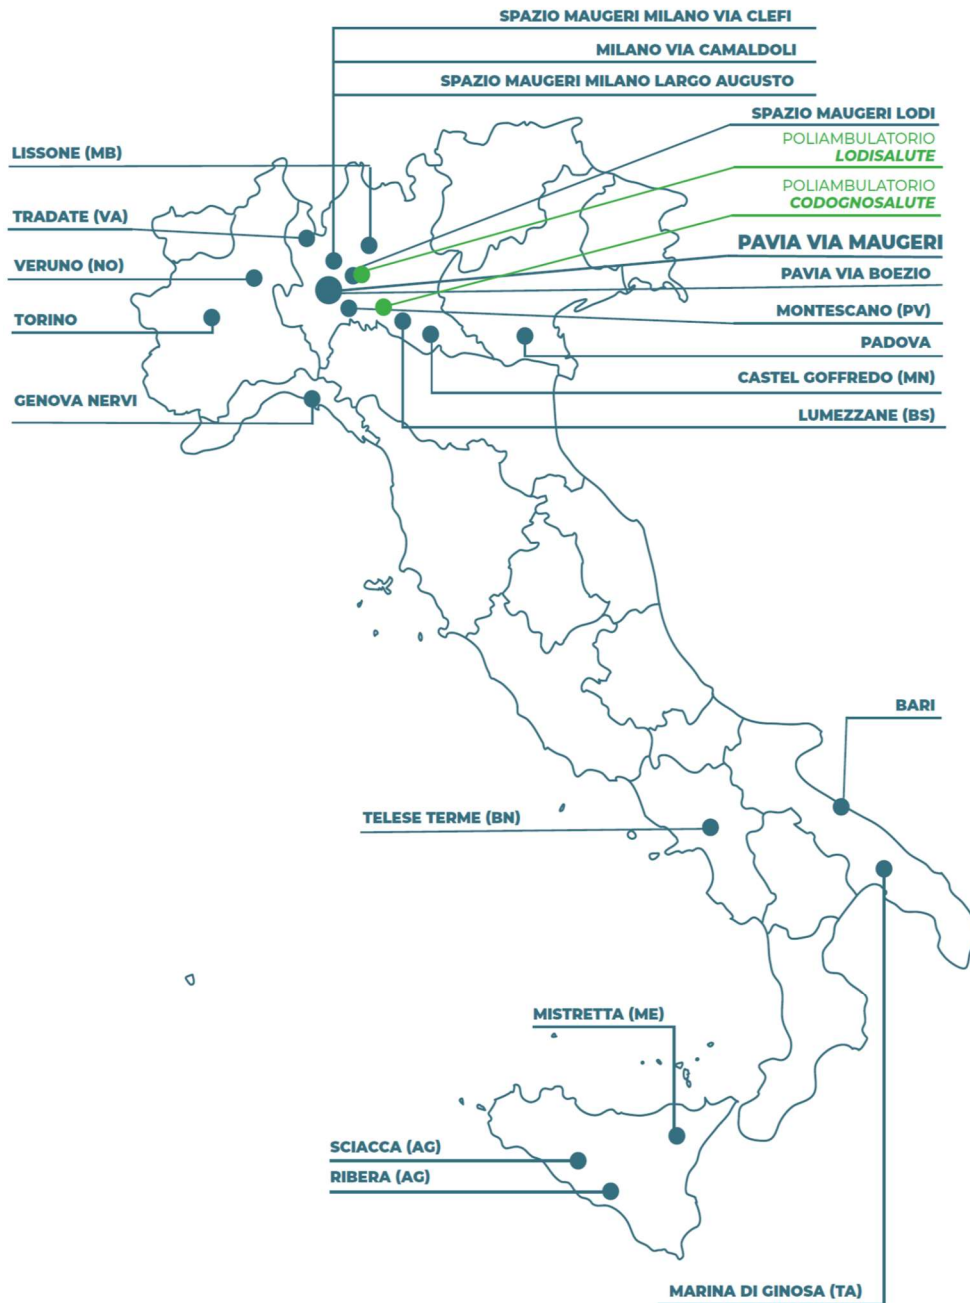 SPAZIO MAUGERI MILANO VIA CLEFI
MILANO VIA CAMALDOLI
SPAZIO MAUGERI MILANO LARGO AUGUSTO
SPAZIO MAUGERI LODI
POLIAMBULATORIO
LODISALUTE
LISSONE (MB)
POLIAMBULATORIO
CODOGNOSALUTE
TRADATE (VA)
PAVIA VIA MAUGERI
VERUNO (NO)
PAVIA VIA BOEZIO
MONTESCANO (PV)
TORINO
PADOVA
CASTEL GOFFREDO (MN)
GENOVA NERVI
LUMEZZANE (BS)
BARI
TELESE TERME (BN)
MISTRETTA (ME)
SCIACCA (AG)
RIBERA (AG)
MARINA DI GINOSA (TA)